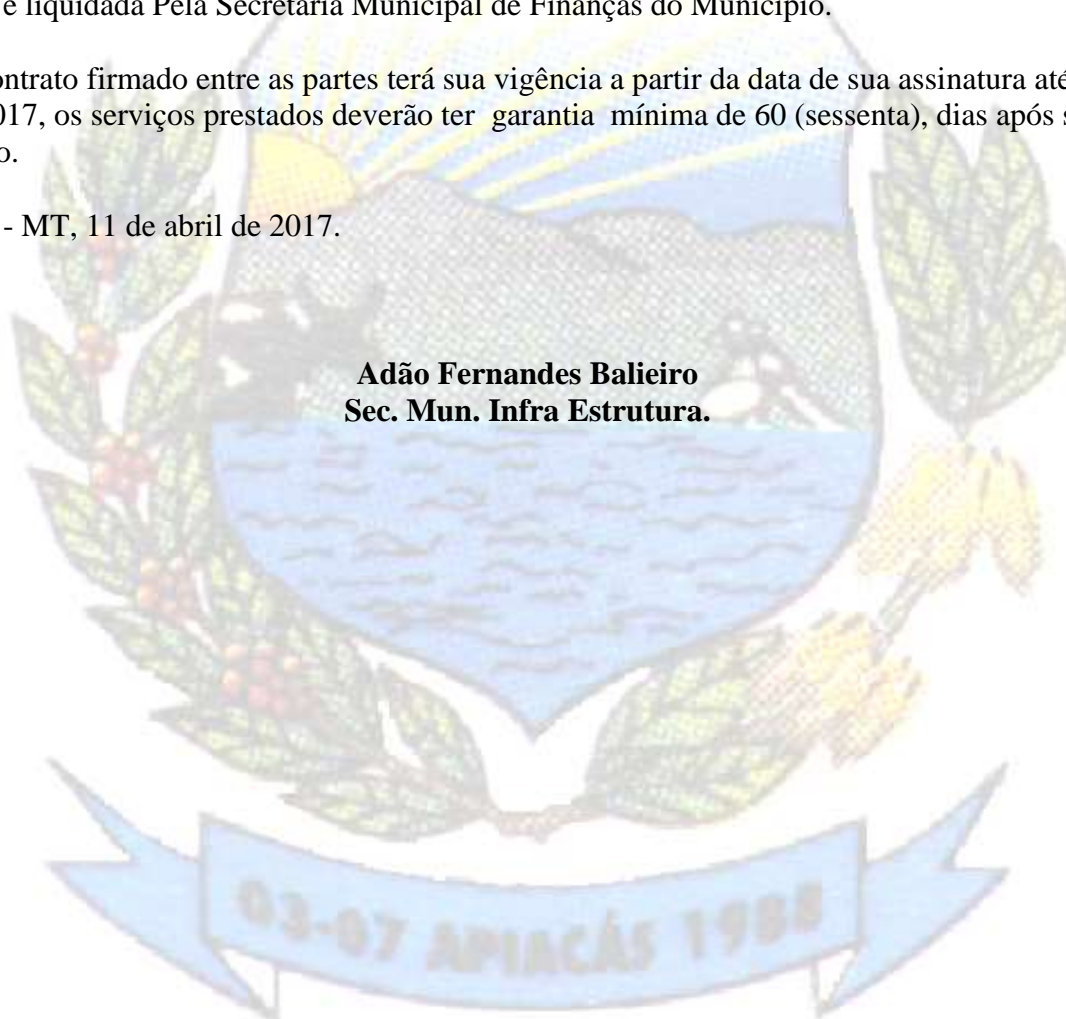 e liquidada Pela Secretaria Municipal de Finanças do Município.
ontrato firmado entre as partes terá sua vigência a partir da data de sua assinatura até
017, os serviços prestados deverão ter garantia mínima de 60 (sessenta), dias após s
o.
- MT, 11 de abril de 2017.
Adão Fernandes Balieiro
Sec. Mun. Infra Estrutura.
03-07 APIACÁS 1988